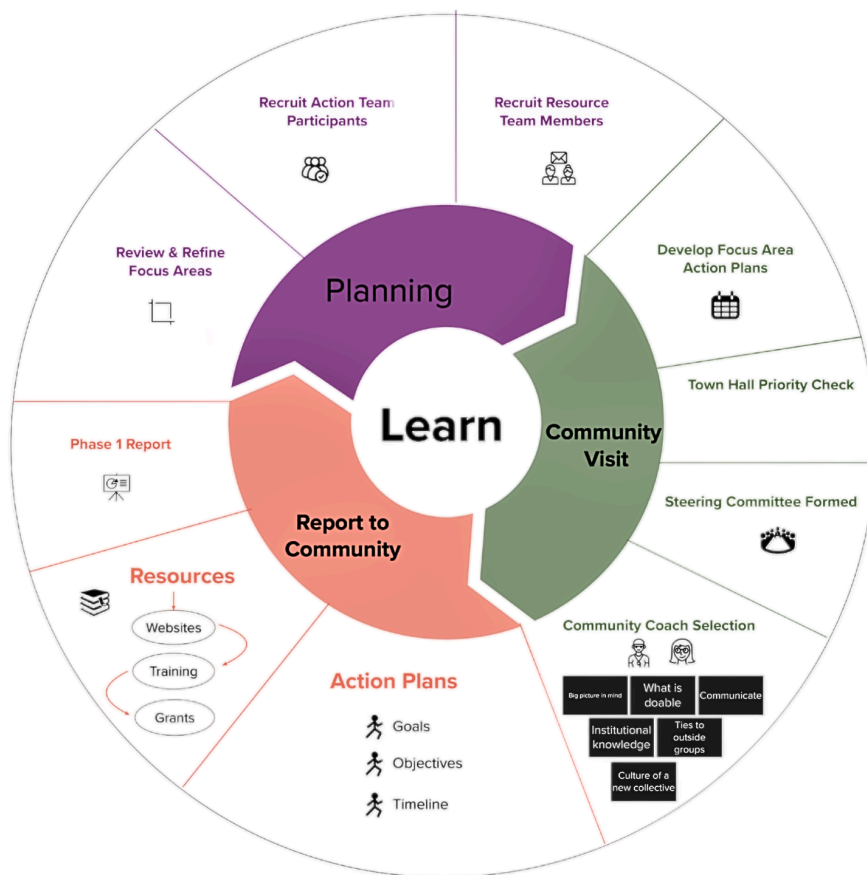 Recruit Action Team
Participants
Recruit Resource
Team Members
Review & Refine
Focus Areas
Develop Focus Area
Action Plans
Planning
Town Hall Priority Check
Learn
Community
Visit
Phase 1 Report
Steering Committee Formed
Report to
Community
Resources
Websites
Training
Grants
Action Plans
Goals
Objectives
Timeline
Community Coach Selection
Big picture in mind
What is
doable
Communicate
Institutional
knowledge
Ties to
outside
groups
Culture of a
new collective